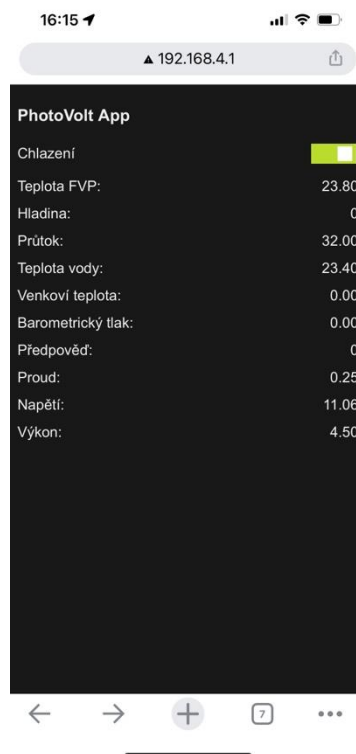 16:15
192.168.4.1
PhotoVolt App
Chlazení
Teplota FVP: 23.80
Hladina: 0
Průtok: 32.00
Teplota vody: 23.40
Venkoví teplota: 0.00
Barometrický tlak: 0.00
Předpověď: 0
Proud: 0.25
Napětí: 11.06
Výkon: 4.50
7